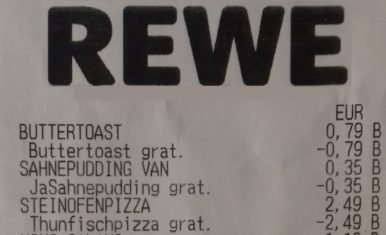 REWE
EUR
BUTTERTOAST 0,79 B
Buttertoast grat. -0,79 B
SAHNEPUDDING VAN 0,35 B
JaSahnepudding grat. -0,35 B
STEINOFENPIZZA 2,49 B
Thunfischpizza grat. -2,49 B